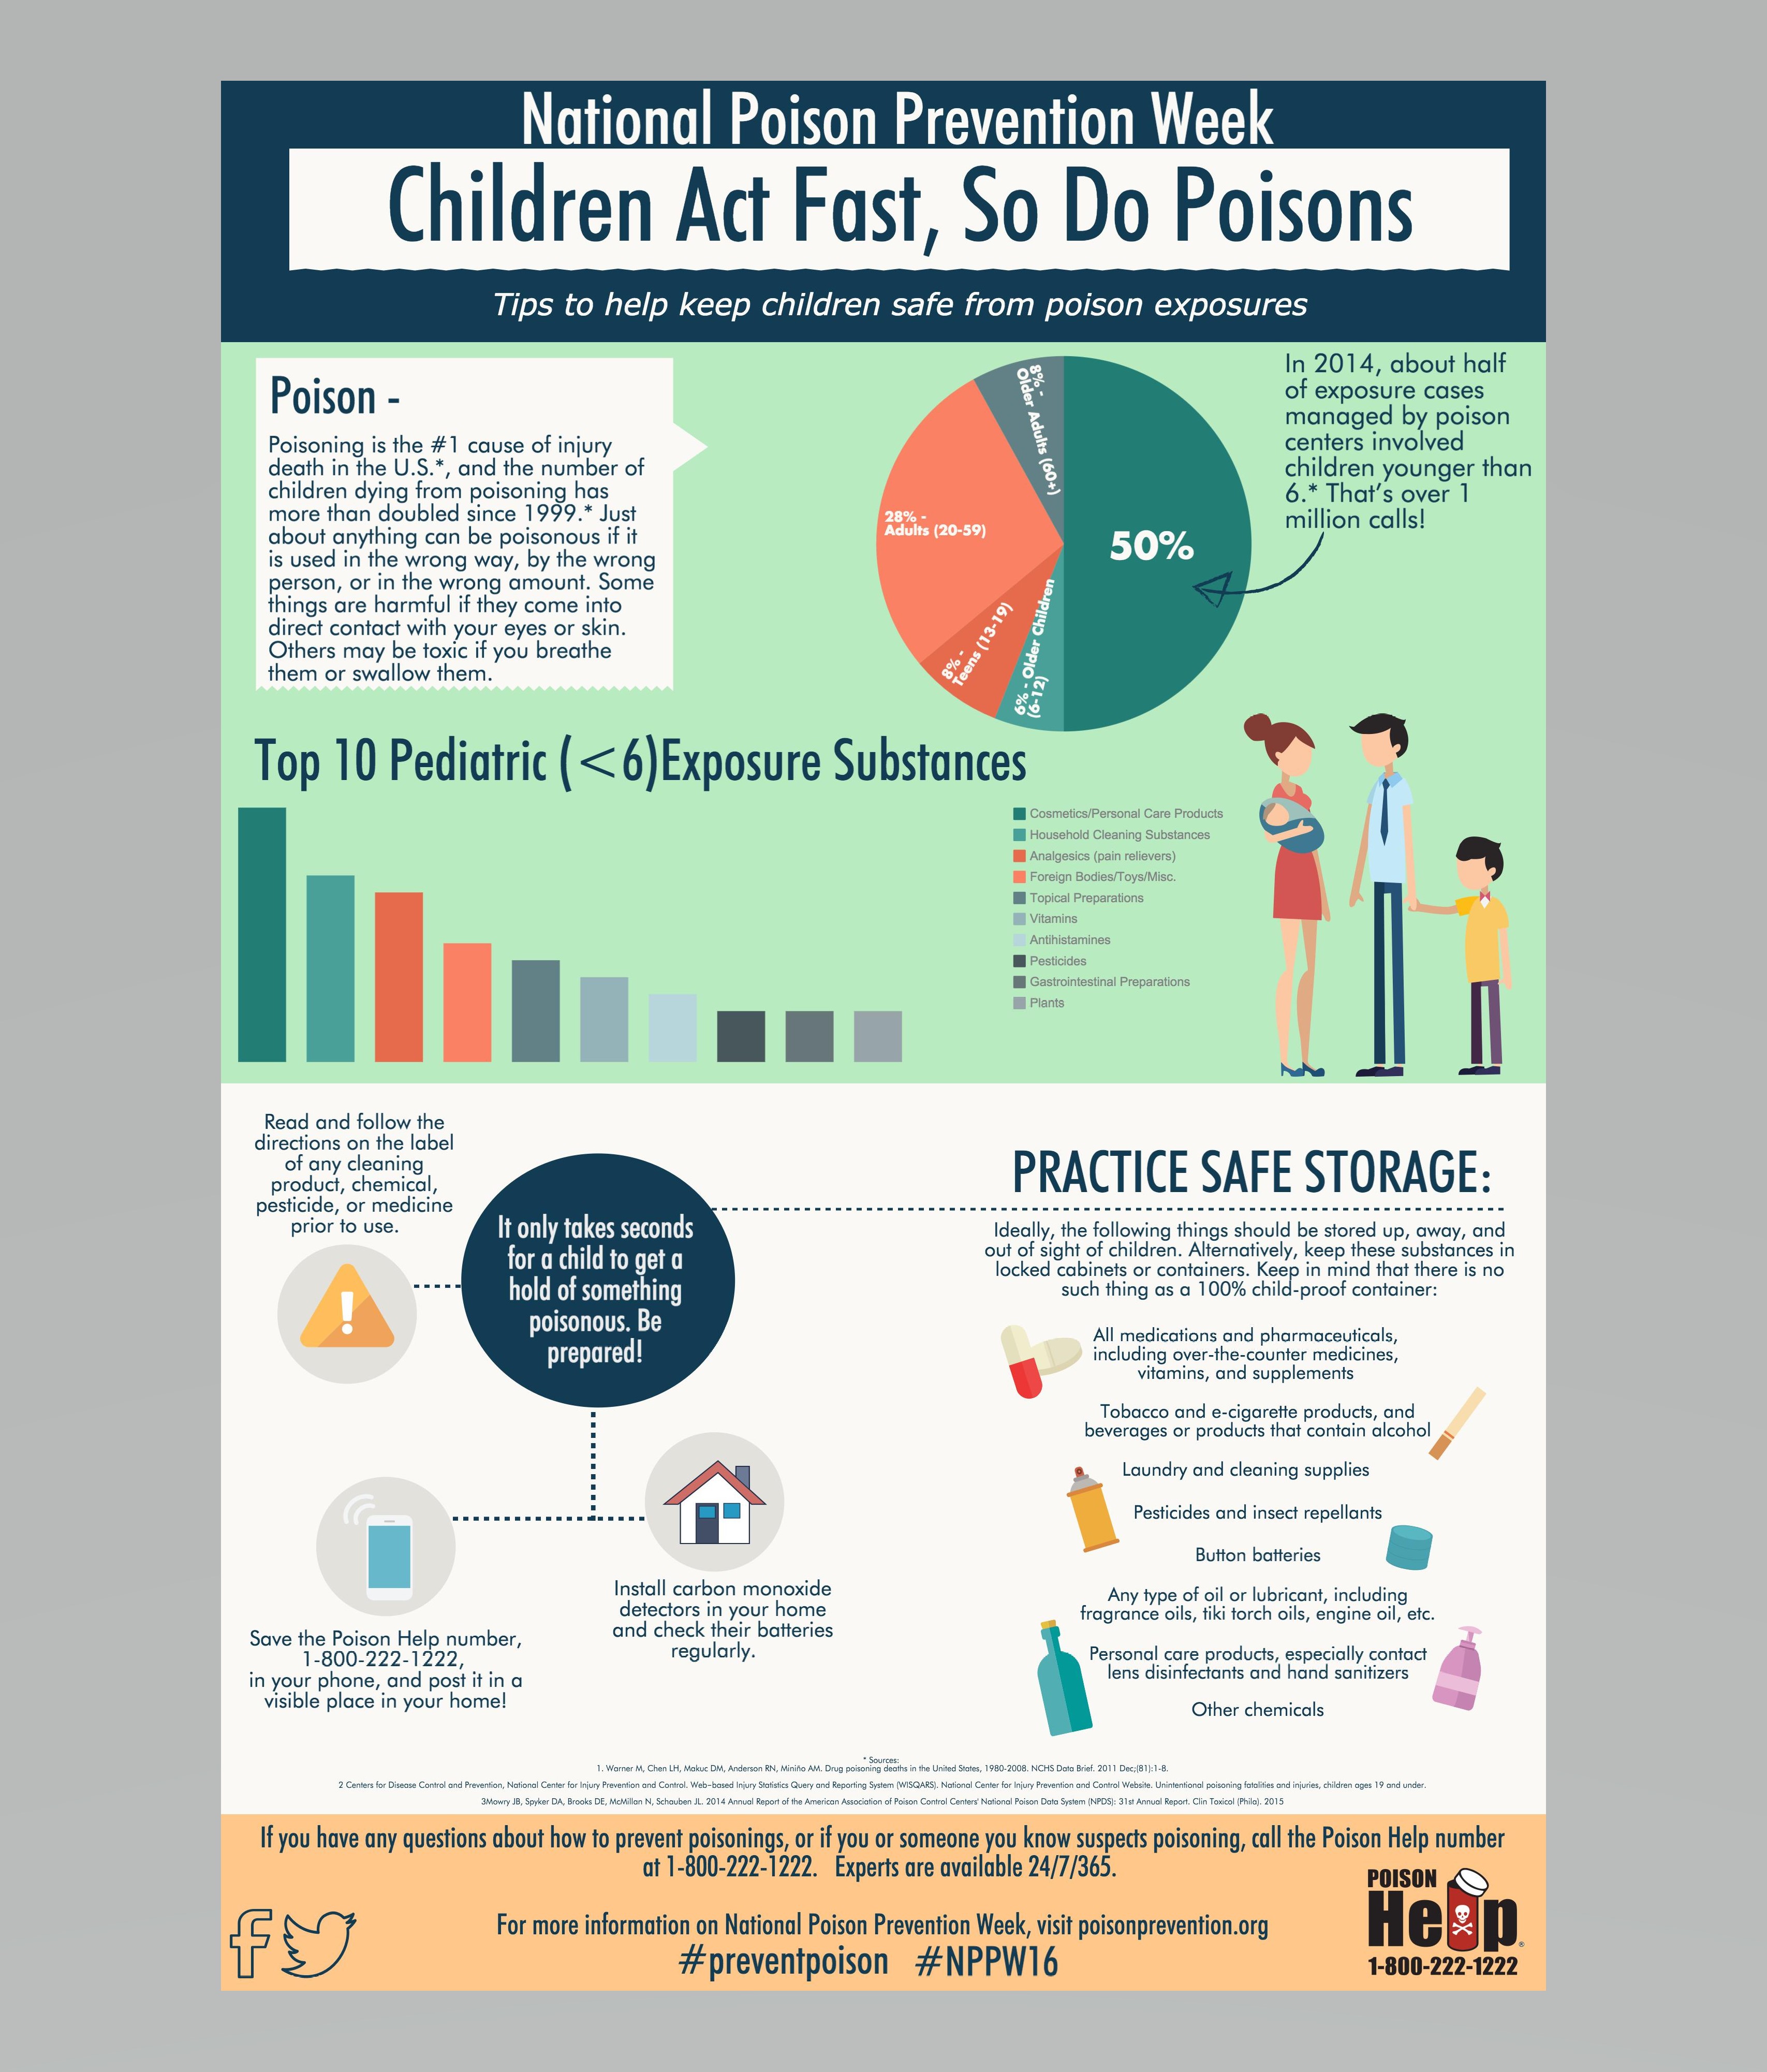 National Poison Prevention Week
Children Act Fast, So Do Poisons
Tips to help keep children safe from poison exposures
Poison -
Poisoning is the #1 cause of injury
death in the U.S.*, and the number of
children dying from poisoning has
more than doubled since 1999.* Just
about anything can be poisonous if it
is used in the wrong way, by the wrong
person, or in the wrong amount. Some
things are harmful if they come into
direct contact with your eyes or skin.
Others may be toxic if you breathe
them or swallow them.
8% -
Older Adults (60+)
28% -
Adults (20-59)
8% -
Teens (13-19)
6% - Older Children
(6-12)
50%
In 2014, about half
of exposure cases
managed by poison
centers involved
children younger than
6.* That's over 1
million calls!
Top 10 Pediatric (<6)Exposure Substances
Cosmetics/Personal Care Products
Household Cleaning Substances
Analgesics (pain relievers)
Foreign Bodies/Toys/Misc.
Topical Preparations
Vitamins
Antihistamines
Pesticides
Gastrointestinal Preparations
Plants
Read and follow the
directions on the label
of any cleaning
product, chemical,
pesticide, or medicine
prior to use.
It only takes seconds
for a child to get a
hold of something
poisonous. Be
prepared!
Save the Poison Help number,
1-800-222-1222,
in your phone, and post it in a
visible place in your home!
Install carbon monoxide
detectors in your home
and check their batteries
regularly.
PRACTICE SAFE STORAGE:
Ideally, the following things should be stored up, away, and
out of sight of children. Alternatively, keep these substances in
locked cabinets or containers. Keep in mind that there is no
such thing as a 100% child-proof container:
All medications and pharmaceuticals,
including over-the-counter medicines,
vitamins, and supplements
Tobacco and e-cigarette products, and
beverages or products that contain alcohol
Laundry and cleaning supplies
Pesticides and insect repellants
Button batteries
Any type of oil or lubricant, including
fragrance oils, tiki torch oils, engine oil, etc.
Personal care products, especially contact
lens disinfectants and hand sanitizers
Other chemicals
* Sources:
1. Warner M, Chen LH, Makuc DM, Anderson RN, Miniño AM. Drug poisoning deaths in the United States, 1980-2008. NCHS Data Brief. 2011 Dec;(81):1-8.
2 Centers for Disease Control and Prevention, National Center for Injury Prevention and Control. Web-based Injury Statistics Query and Reporting System (WISQARS). National Center for Injury Prevention and Control Website. Unintentional poisoning fatalities and injuries, children ages 19 and under.
3Mowry JB, Spyker DA, Brooks DE, McMillan N, Schauben JL. 2014 Annual Report of the American Association of Poison Control Centers' National Poison Data System (NPDS): 31st Annual Report. Clin Toxicol (Phila). 2015
If you have any questions about how to prevent poisonings, or if you or someone you know suspects poisoning, call the Poison Help number
at 1-800-222-1222. Experts are available 24/7/365.
For more information on National Poison Prevention Week, visit poisonprevention.org
#preventpoison #NPPW16
POISON
Help®
1-800-222-1222